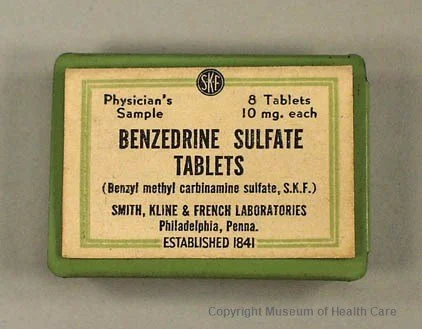 SKF
Physician's 8 Tablets
Sample 10 mg. each
BENZEDRINE SULFATE
TABLETS
(Benzyl methyl carbinamine sulfate, S.K.F.)
SMITH, KLINE & FRENCH LABORATORIES
Philadelphia, Penna.
ESTABLISHED 1841
Copyright Museum of Health Care